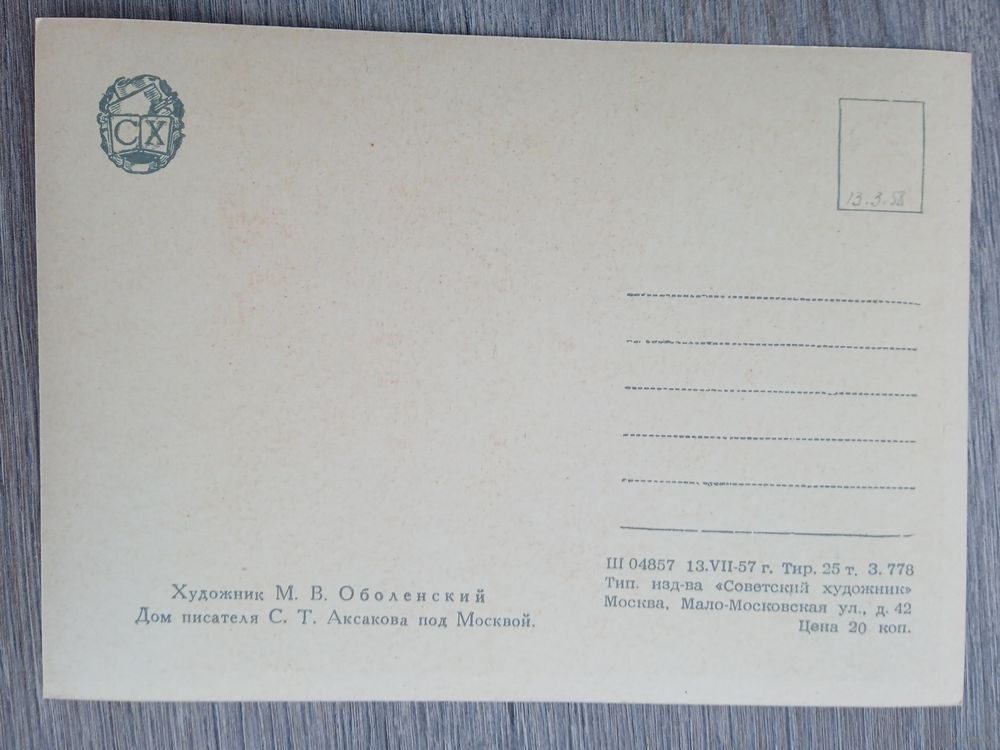 СХ
13.3.58
Художник М. В. Оболенский
Дом писателя С. Т. Аксакова под Москвой.
Ш 04857 13.VII-57 г. Тир. 25 т. З. 778
Тип. изд-ва «Советский художник»
Москва, Мало-Московская ул., д. 42
Цена 20 коп.